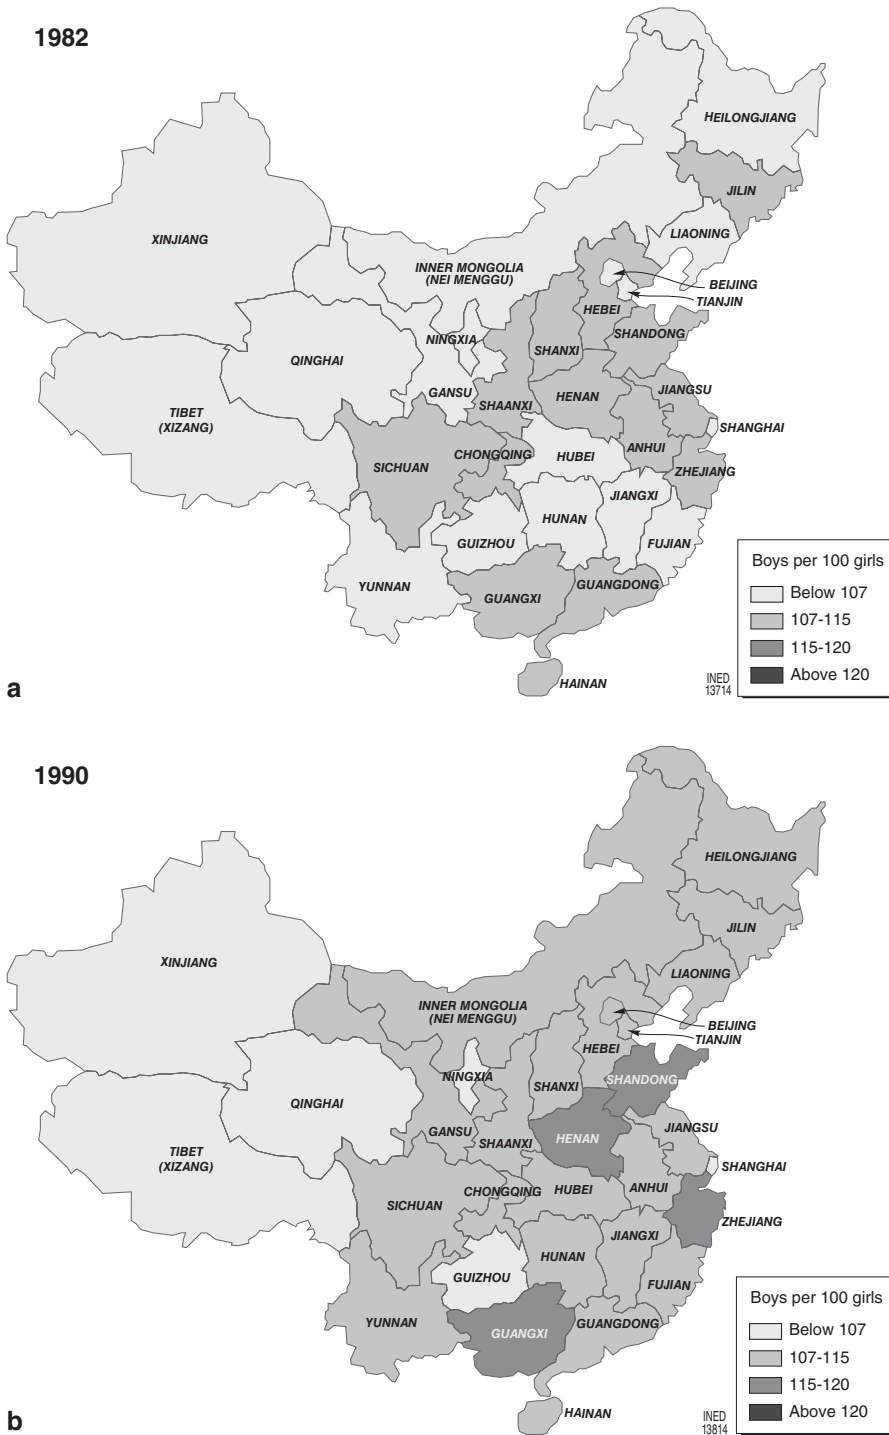 1982
HEILONGJIANG
JILIN
XINJIANG
LIAONING
INNER MONGOLIA
(NEI MENGGU)
BEIJING
TIANJIN
HEBEI
NINGXIA
SHANDONG
SHANXI
QINGHAI
GANSU
SHAANXI
HENAN
JIANGSU
TIBET
(XIZANG)
SHANGHAI
ANHUI
CHONGQING
HUBEI
SICHUAN
ZHEJIANG
JIANGXI
HUNAN
GUIZHOU
FUJIAN
YUNNAN
GUANGXI
GUANGDONG
HAINAN
Boys per 100 girls
Below 107
107-115
115-120
Above 120
INED
13714
a
1990
HEILONGJIANG
JILIN
XINJIANG
LIAONING
INNER MONGOLIA
(NEI MENGGU)
BEIJING
TIANJIN
HEBEI
NINGXIA
SHANDONG
SHANXI
QINGHAI
GANSU
SHAANXI
HENAN
JIANGSU
TIBET
(XIZANG)
SHANGHAI
ANHUI
CHONGQING
HUBEI
SICHUAN
ZHEJIANG
JIANGXI
HUNAN
GUIZHOU
FUJIAN
YUNNAN
GUANGXI
GUANGDONG
HAINAN
Boys per 100 girls
Below 107
107-115
115-120
Above 120
INED
13814
b